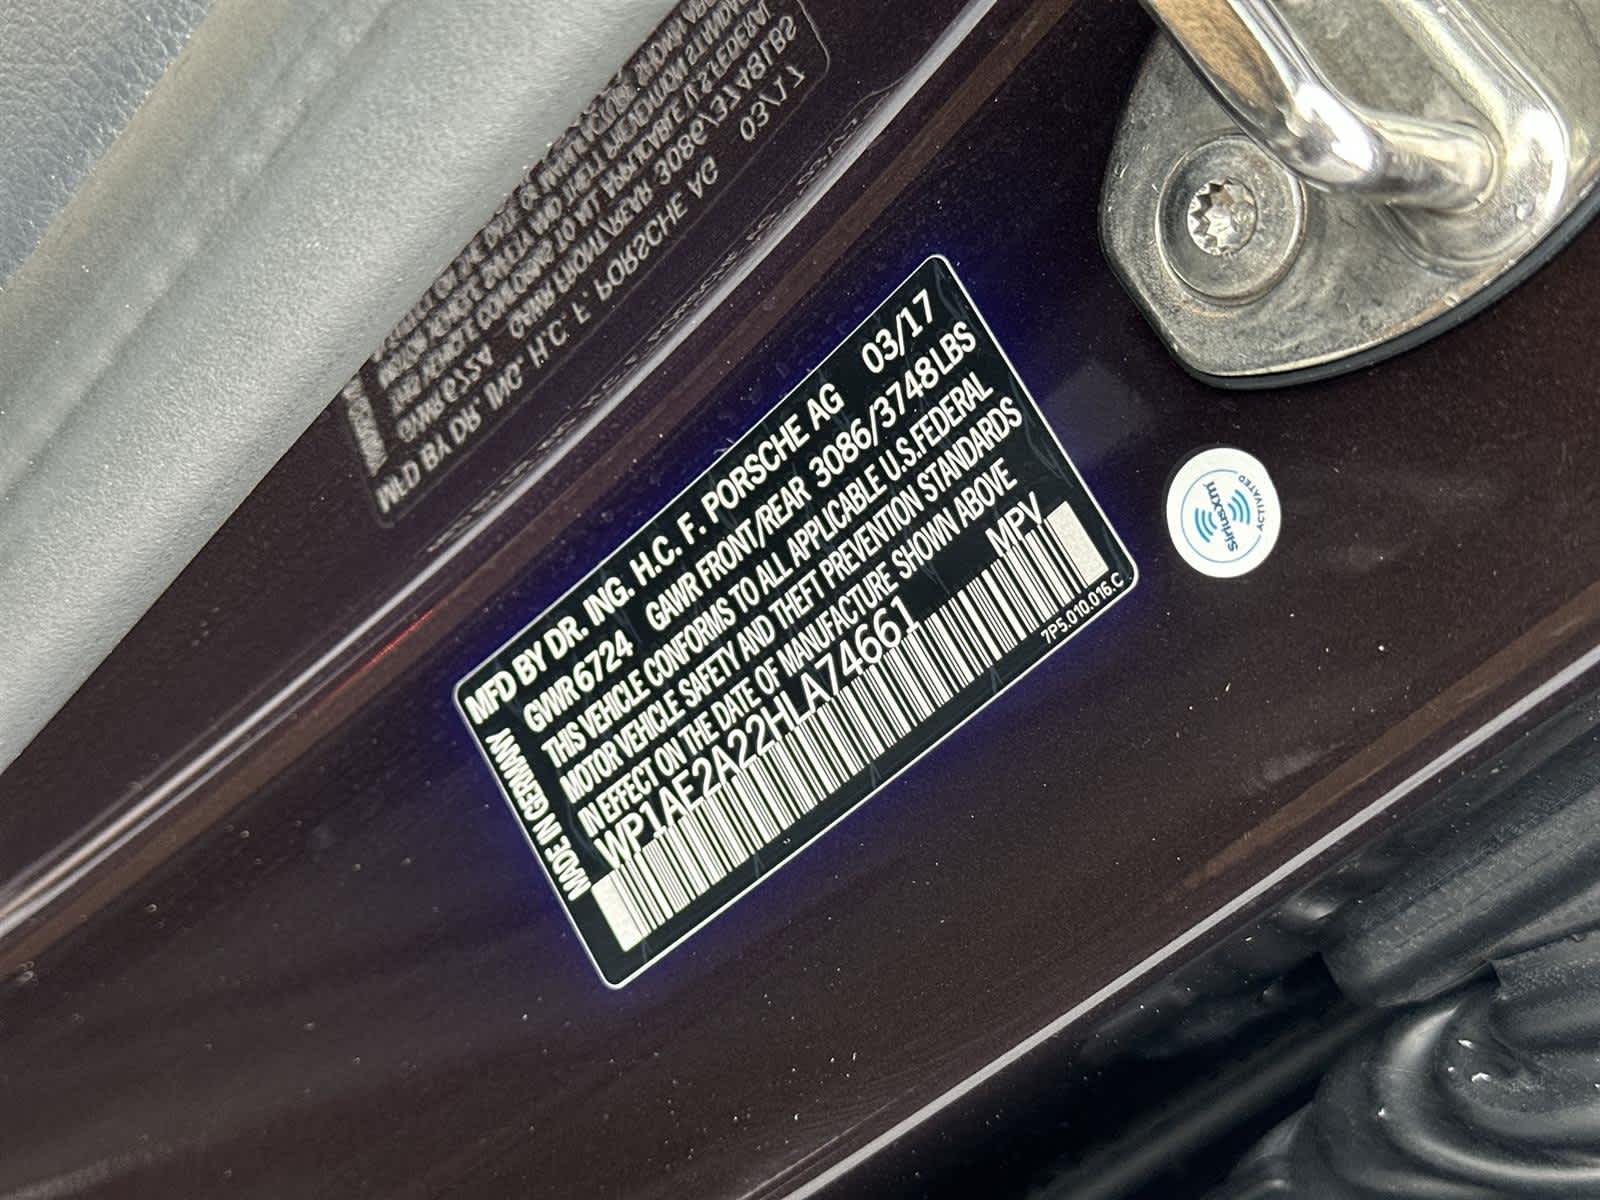 MFD BY DR. ING. H.C. F. PORSCHE AG 03/17
GVWR 6724 GAWR FRONT/REAR 3086/3748LBS
THIS VEHICLE CONFORMS TO ALL APPLICABLE U.S.FEDERAL
MOTOR VEHICLE SAFETY AND THEFT PREVENTION STANDARDS
IN EFFECT ON THE DATE OF MANUFACTURE SHOWN ABOVE
WP1AE2A22HLA74661 MPV
7P5.010.016.C
MADE IN GERMANY
siriusxm
ACTIVATED